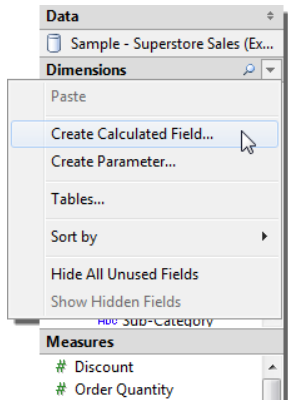 Data
Sample - Superstore Sales (Ex...
Dimensions
Paste
Create Calculated Field...
Create Parameter...
Tables...
Sort by
Hide All Unused Fields
Show Hidden Fields
Abc Sub-Category
Measures
# Discount
# Order Quantity